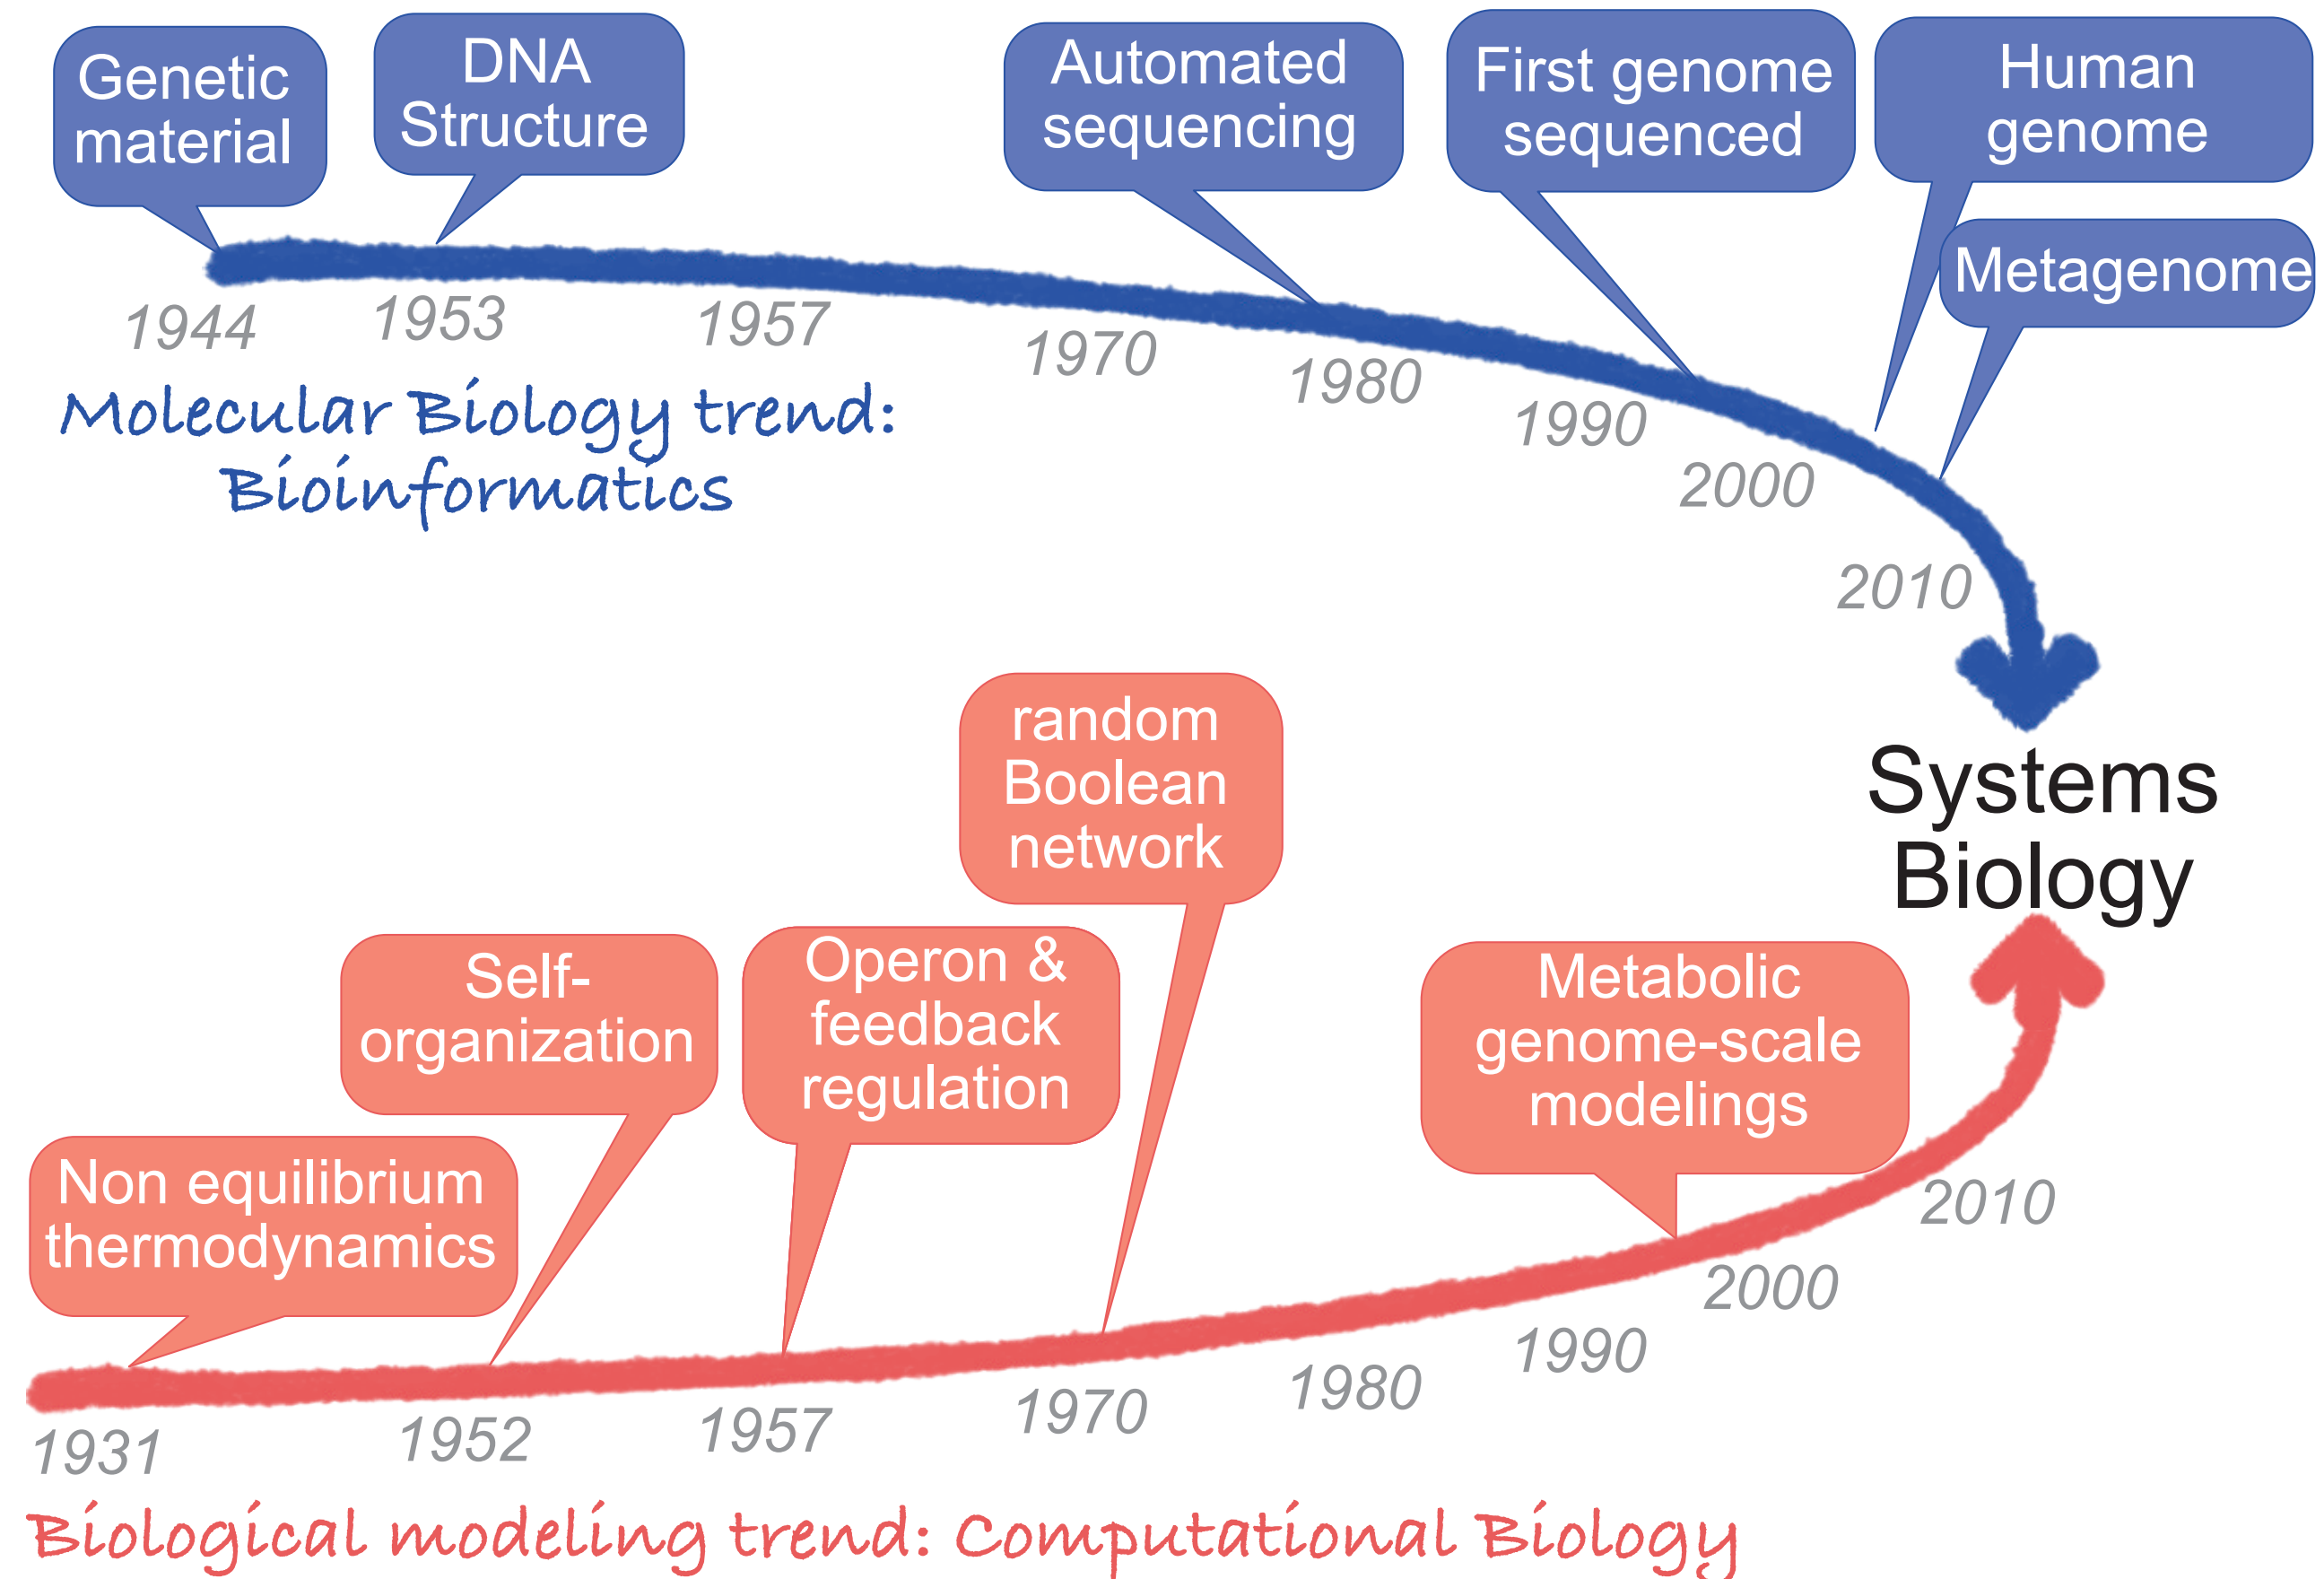 Genetic
material
DNA
Structure
Automated
sequencing
First genome
sequenced
Human
genome
Metagenome
1944
1953
1957
1970
1980
1990
2000
2010
Molecular Biology trend:
Bioinformatics
Systems
Biology
random
Boolean
network
Self-
organization
Operon &
feedback
regulation
Metabolic
genome-scale
modelings
Non equilibrium
thermodynamics
1931
1952
1957
1970
1980
1990
2000
2010
Biological modeling trend: Computational Biology